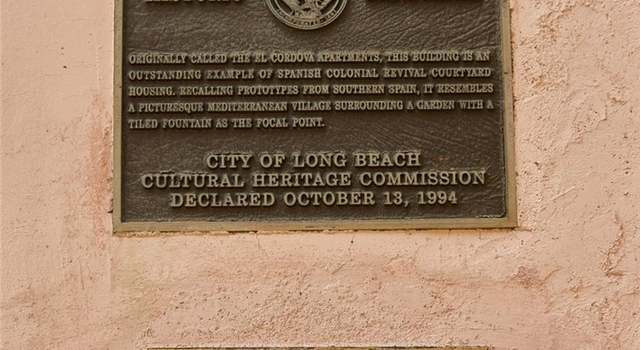 ORIGINALLY CALLED THE EL CORDOVA APARTMENTS, THIS BUILDING IS AN
OUTSTANDING EXAMPLE OF SPANISH COLONIAL REVIVAL COURTYARD
HOUSING. RECALLING PROTOTYPES FROM SOUTHERN SPAIN, IT RESEMBLES
A PICTURESQUE MEDITERRANEAN VILLAGE SURROUNDING A GARDEN WITH A
TILED FOUNTAIN AS THE FOCAL POINT.
CITY OF LONG BEACH
CULTURAL HERITAGE COMMISSION
DECLARED OCTOBER 13, 1994